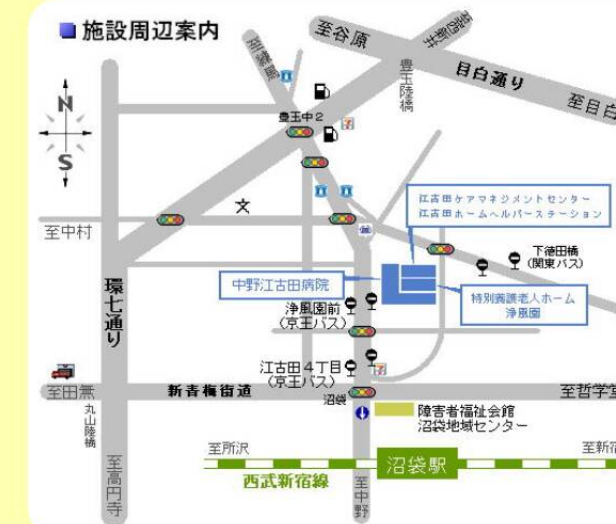 施設周辺案内
至谷原
目白通り
至目白
至練馬
豊玉陸橋
N
S
豊玉中2
文
至中村
江古田ケアマネジメントセンター
江古田ホームヘルパーステーション
下徳田橋
(関東バス)
中野江古田病院
特別養護老人ホーム
浄風園
環七通り
浄風園前
(京王バス)
江古田4丁目
(京王バス)
沼袋
至田無
新青梅街道
至哲学堂
丸山陸橋
障害者福祉会館
沼袋地域センター
至所沢
沼袋駅
至新宿
西武新宿線
至高円寺
至中野